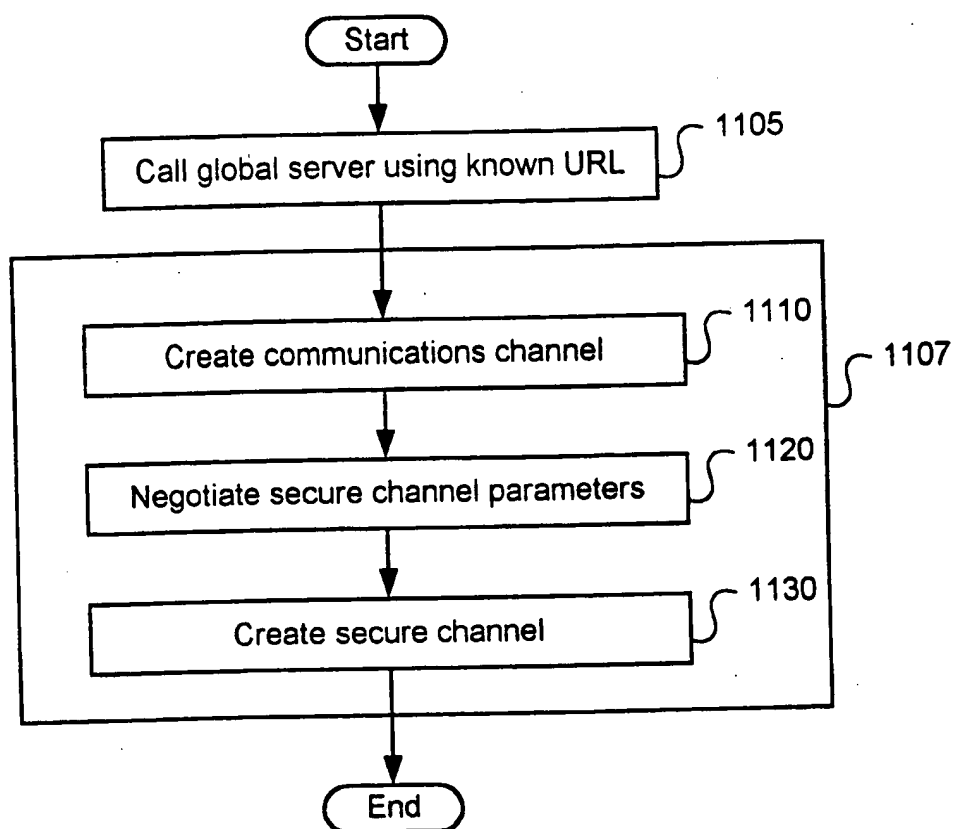 Start
1105
Call global server using known URL
1110
Create communications channel
1107
1120
Negotiate secure channel parameters
1130
Create secure channel
End